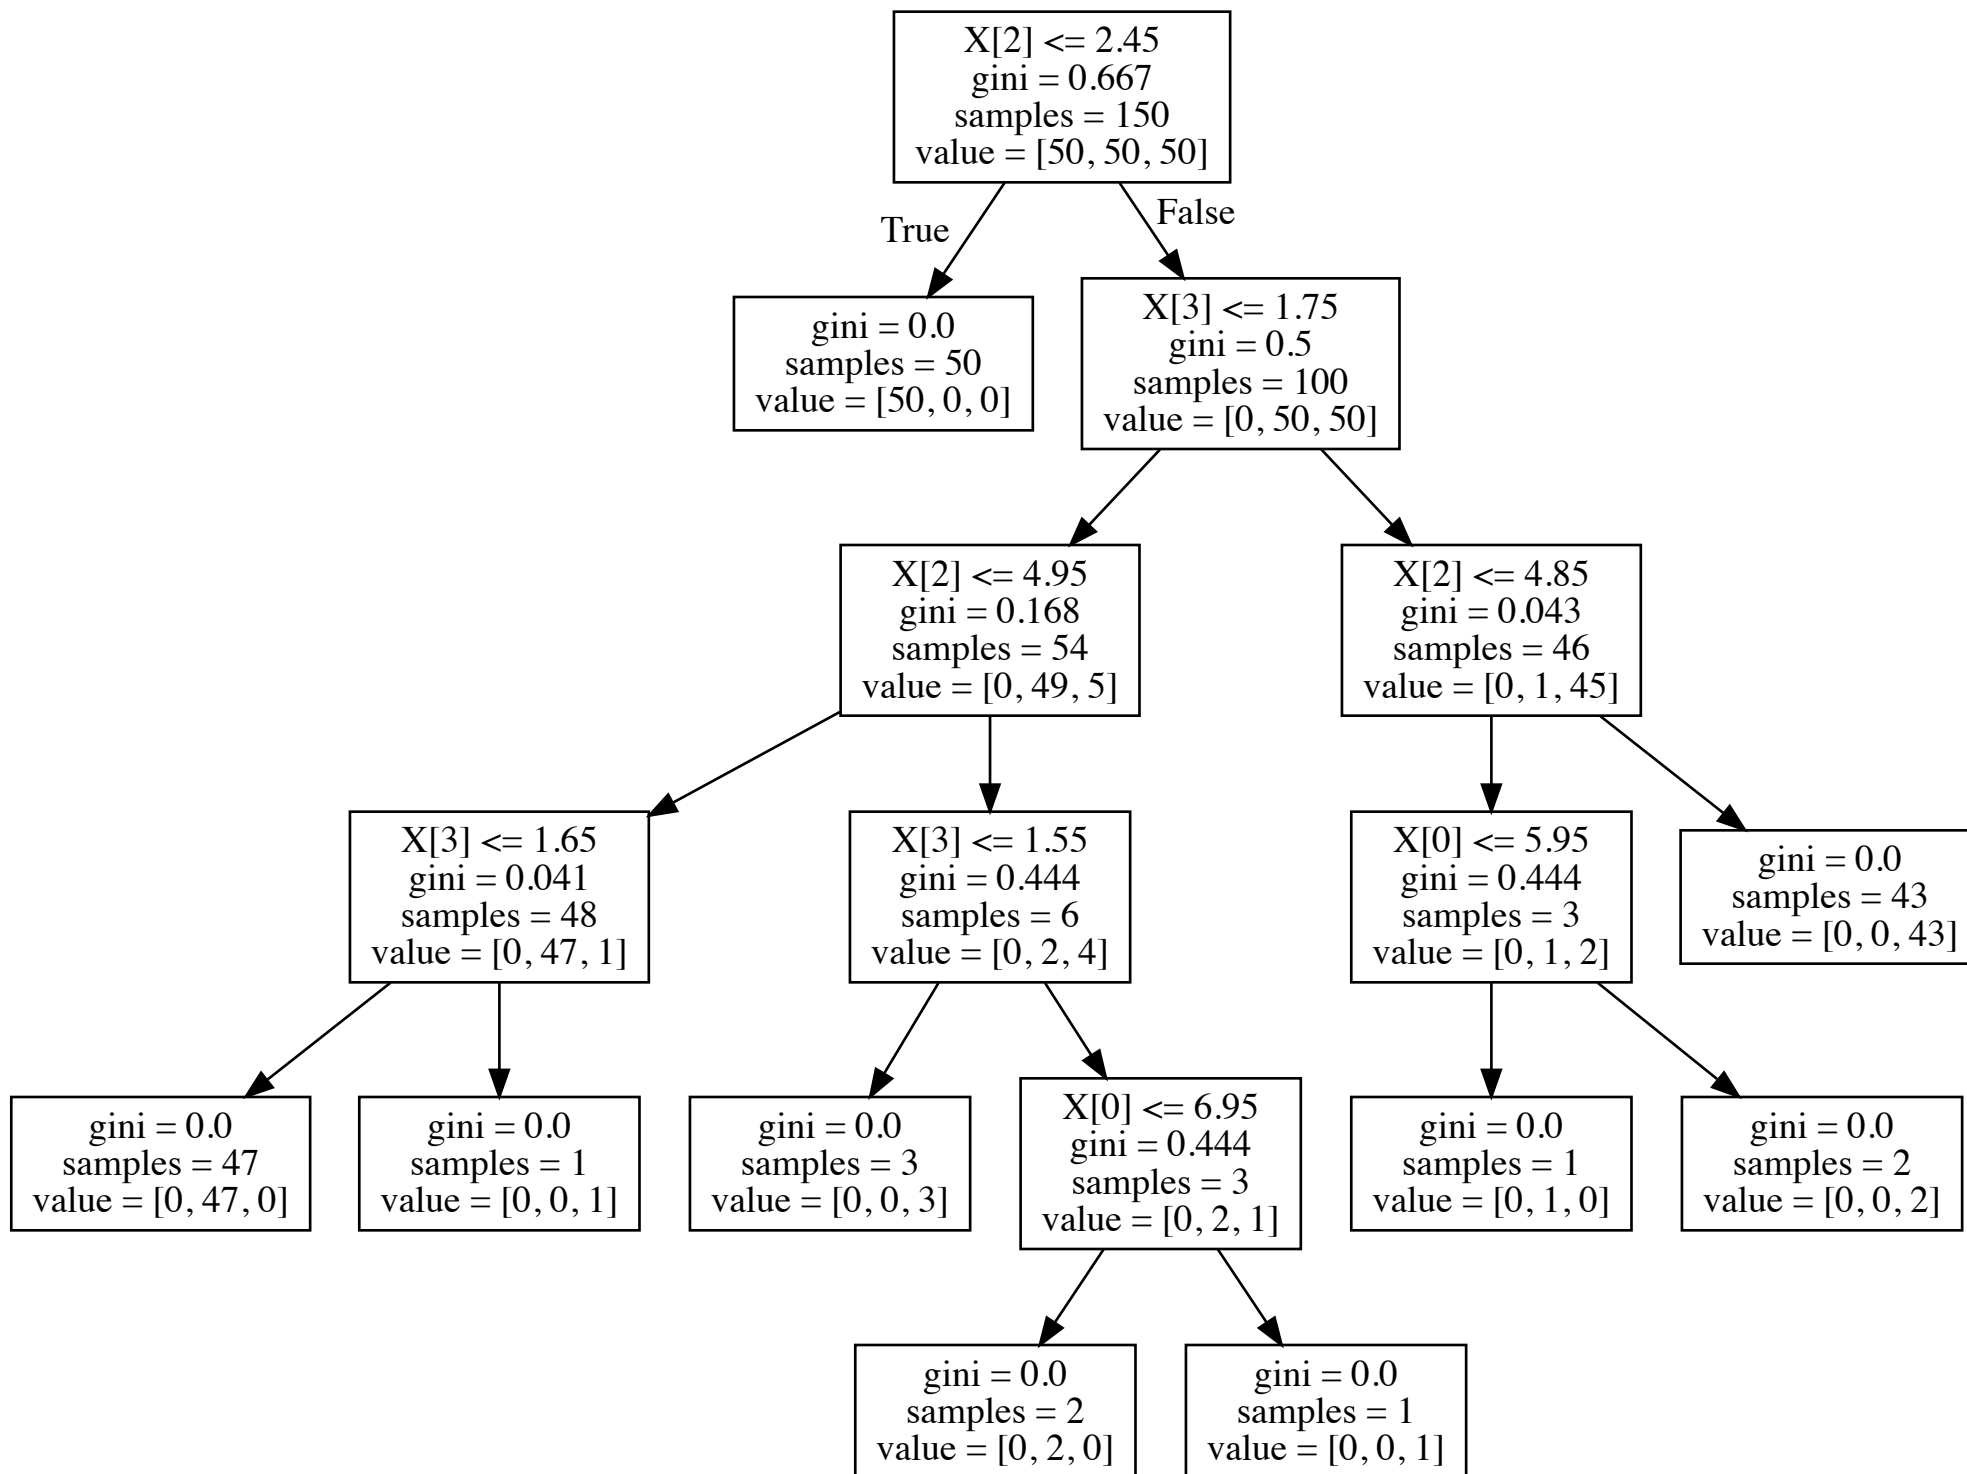 X[2] <= 2.45
gini = 0.667
samples = 150
value = [50, 50, 50]
True
False
gini = 0.0
samples = 50
value = [50, 0, 0]
X[3] <= 1.75
gini = 0.5
samples = 100
value = [0, 50, 50]
X[2] <= 4.95
gini = 0.168
samples = 54
value = [0, 49, 5]
X[2] <= 4.85
gini = 0.043
samples = 46
value = [0, 1, 45]
X[3] <= 1.65
gini = 0.041
samples = 48
value = [0, 47, 1]
X[3] <= 1.55
gini = 0.444
samples = 6
value = [0, 2, 4]
X[0] <= 5.95
gini = 0.444
samples = 3
value = [0, 1, 2]
gini = 0.0
samples = 43
value = [0, 0, 43]
gini = 0.0
samples = 47
value = [0, 47, 0]
gini = 0.0
samples = 1
value = [0, 0, 1]
gini = 0.0
samples = 3
value = [0, 0, 3]
X[0] <= 6.95
gini = 0.444
samples = 3
value = [0, 2, 1]
gini = 0.0
samples = 1
value = [0, 1, 0]
gini = 0.0
samples = 2
value = [0, 0, 2]
gini = 0.0
samples = 2
value = [0, 2, 0]
gini = 0.0
samples = 1
value = [0, 0, 1]